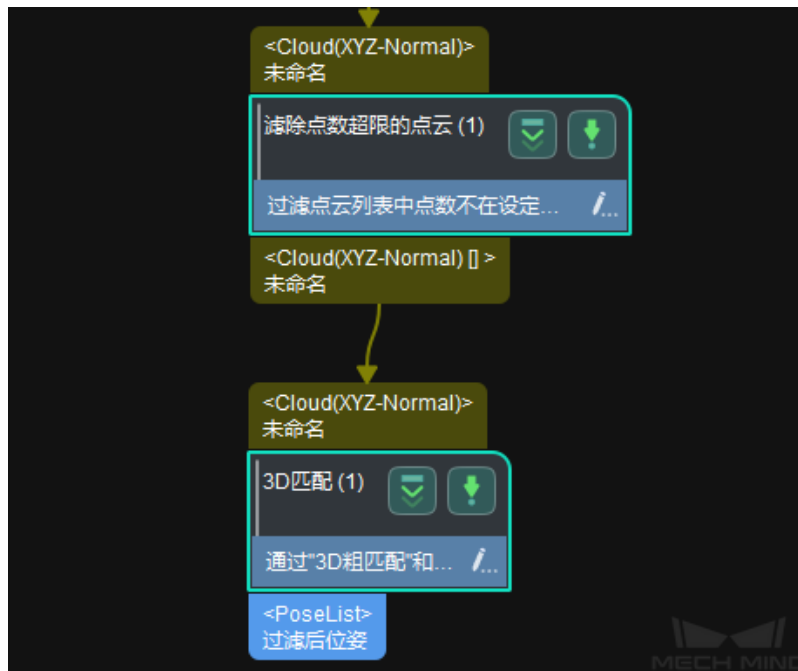 <Cloud(XYZ-Normal)>
未命名
滤除点数超限的点云 (1)
过滤点云列表中点数不在设定...
<Cloud(XYZ-Normal) [] >
未命名
<Cloud(XYZ-Normal)>
未命名
3D匹配 (1)
通过"3D粗匹配"和...
<PoseList>
过滤后位姿
MECH MIND